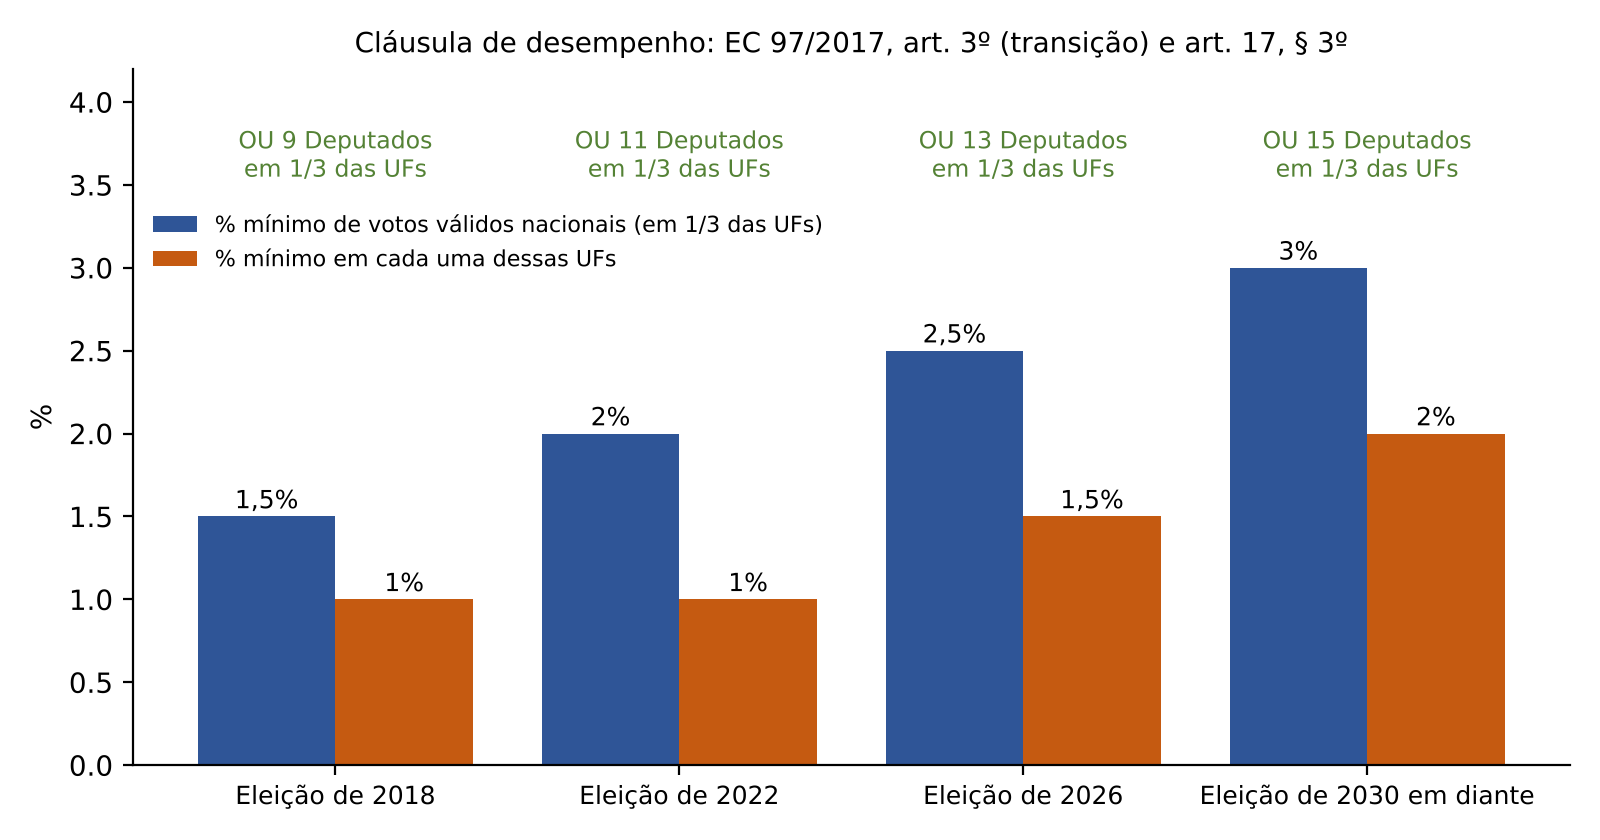 Cláusula de desempenho: EC 97/2017, art. 3º (transição) e art. 17, § 3º
4.0
3.5
3.0
2.5
2.0
1.5
1.0
0.5
0.0
%
OU 9 Deputados
em 1/3 das UFs
OU 11 Deputados
em 1/3 das UFs
OU 13 Deputados
em 1/3 das UFs
OU 15 Deputados
em 1/3 das UFs
% mínimo de votos válidos nacionais (em 1/3 das UFs)
% mínimo em cada uma dessas UFs
1,5%
1%
2%
1%
2,5%
1,5%
3%
2%
Eleição de 2018
Eleição de 2022
Eleição de 2026
Eleição de 2030 em diante